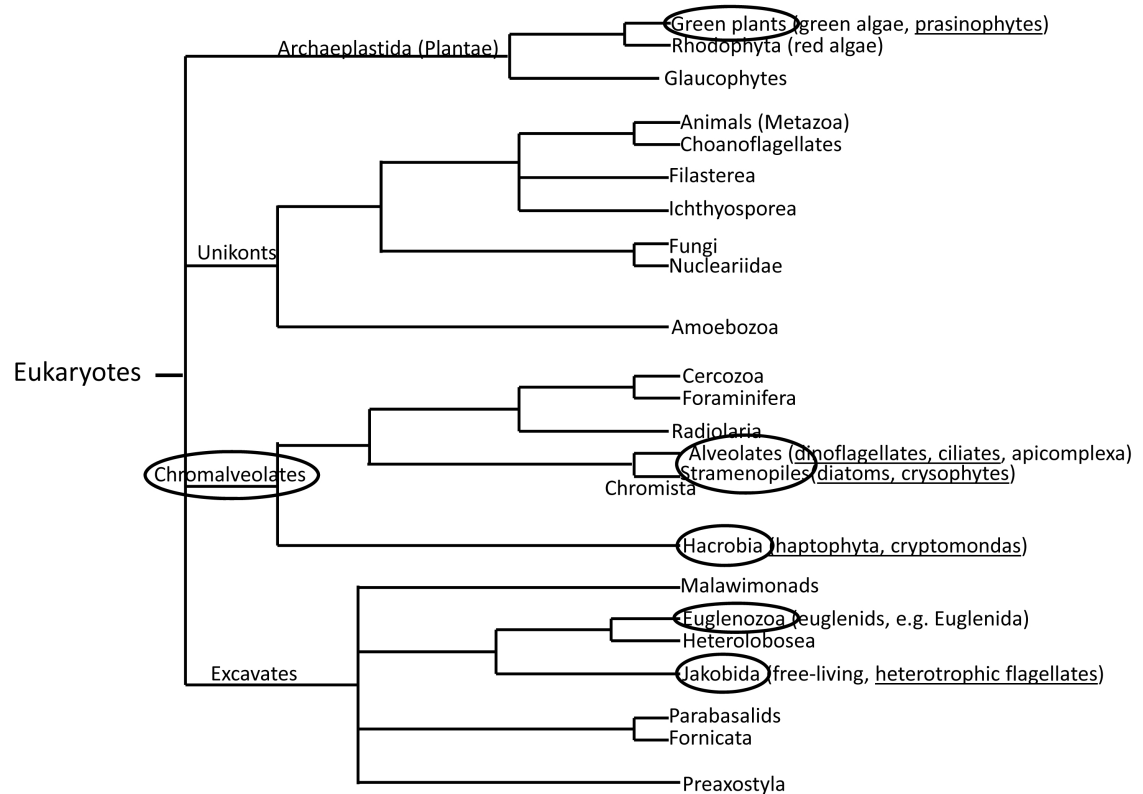 Green plants (green algae, prasinophytes)
Archaeplastida (Plantae)
Rhodophyta (red algae)
Glaucophytes
Animals (Metazoa)
Choanoflagellates
Filasterea
Ichthyosporea
Unikonts
Fungi
Nucleariidae
Amoebozoa
Eukaryotes
Cercozoa
Foraminifera
Radiolaria
Alveolates (dinoflagellates, ciliates, apicomplexa)
Chromalveolates
Stramenopiles (diatoms, crysophytes)
Chromista
Hacrobia (haptophyta, cryptomondas)
Malawimonads
Euglenozoa (euglenids, e.g. Euglenida)
Heterolobosea
Excavates
Jakobida (free-living, heterotrophic flagellates)
Parabasalids
Fornicata
Preaxostyla